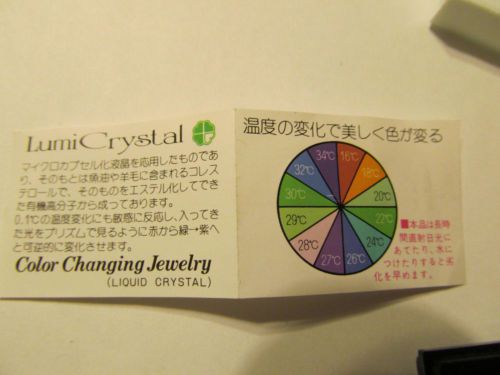 LumiCrystal
マイクロカプセル化液晶を応用したものであ
り、そのもとは魚油や羊毛に含まれるコレス
テロールで、そのものをエステル化してでき
た有機高分子から成っております。
0.1℃の温度変化にも敏感に反応し、入ってき
た光をプリズムで見るように赤から緑→紫へ
と可逆的に変化させます。
Color Changing Jewelry
(LIQUID CRYSTAL)
温度の変化で美しく色が変る
34℃
16℃
32℃
18℃
30℃
20℃
29℃
22℃
28℃
24℃
27℃
26℃
■本品は長時
間直射日光に
あてたり、水に
つけたりすると劣
化を早めます。